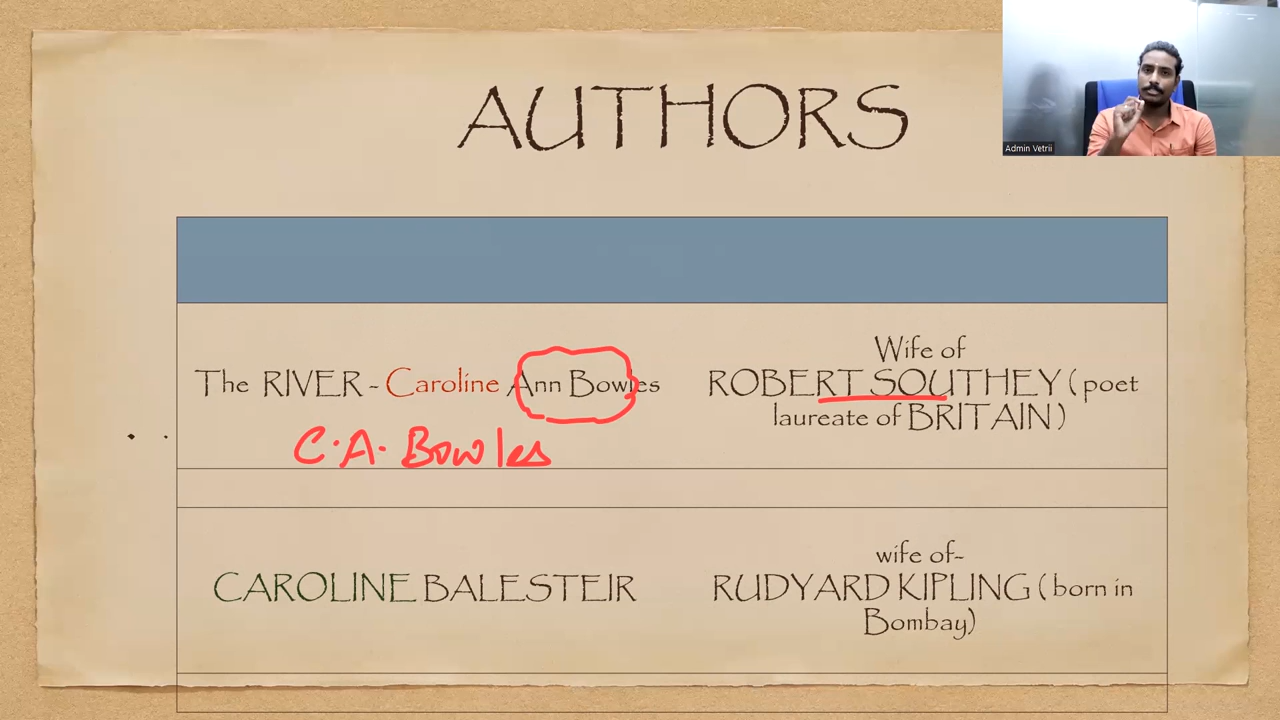 AUTHORS
Admin Vetrii
The RIVER - Caroline Ann Bowles
C.A. Bowles
Wife of
ROBERT SOUTHEY ( poet
laureate of BRITAIN )
CAROLINE BALESTEIR
wife of-
RUDYARD KIPLING ( born in
Bombay)